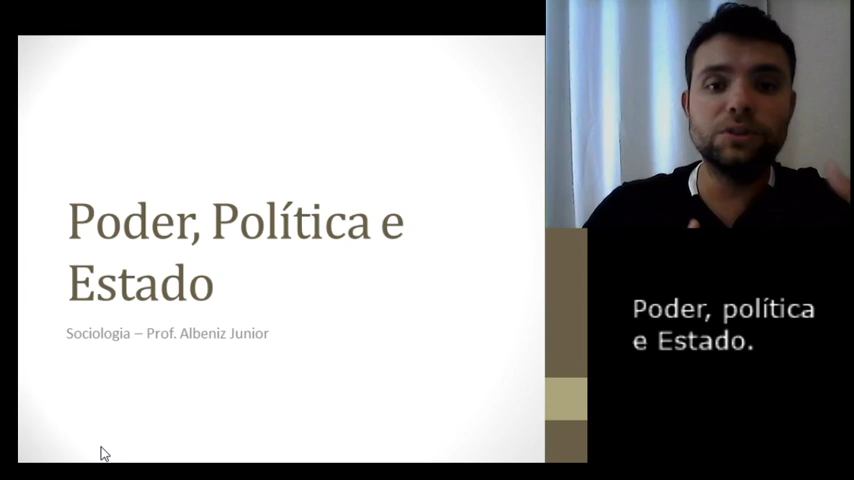 Poder, Política e
Estado
Sociologia – Prof. Albeniz Junior
Poder, política
e Estado.